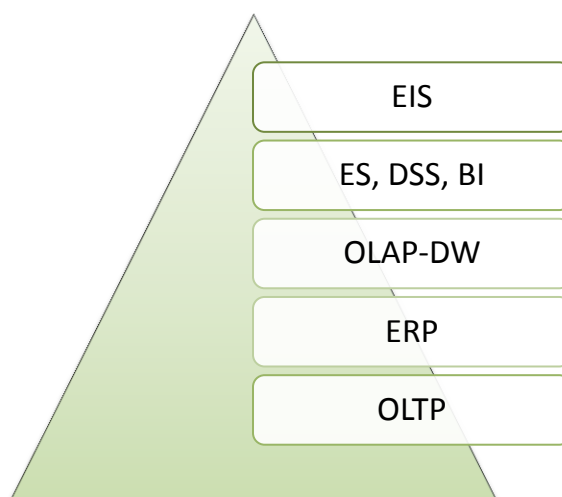 EIS
ES, DSS, BI
OLAP-DW
ERP
OLTP